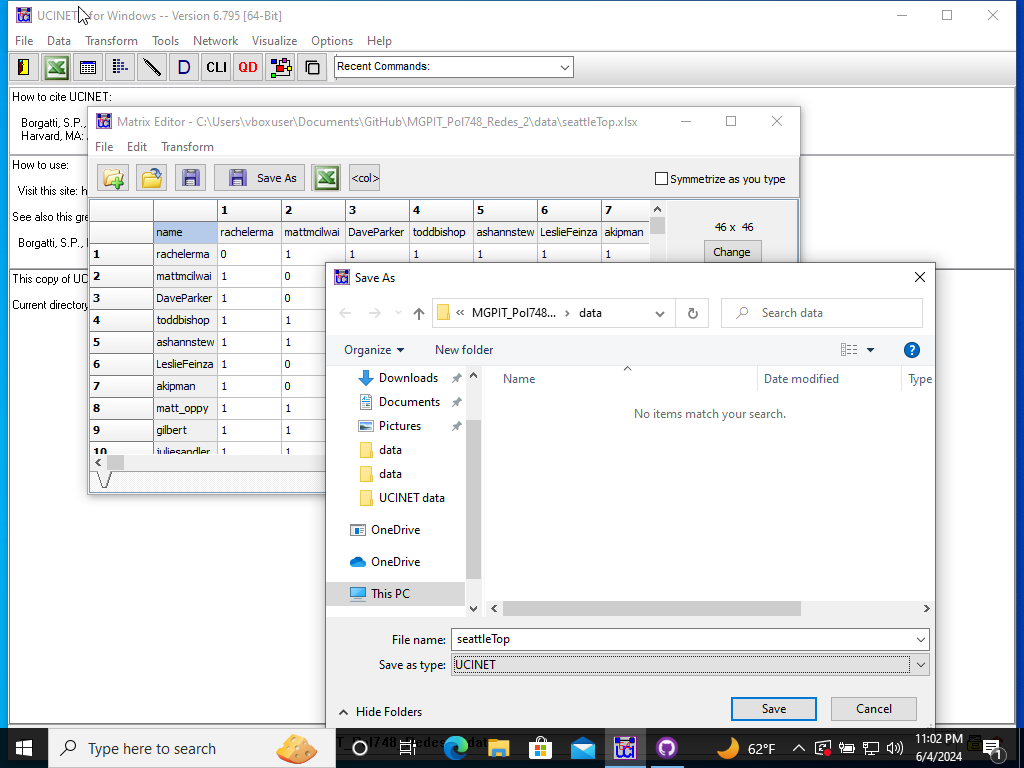 UCINET for Windows -- Version 6.795 [64-Bit]
File Data Transform Tools Network Visualize Options Help
D CLI QD Recent Commands:
How to cite UCINET:
Borgatti, S.P.,
Harvard, MA:
How to use:
Visit this site: h
See also this gre
Borgatti, S.P.,
This copy of UC
Current directory
Matrix Editor - C:\Users\vboxuser\Documents\GitHub\MGPIT_Pol748_Redes_2\data\seattleTop.xlsx
File Edit Transform
Save As <col> Symmetrize as you type
1 2 3 4 5 6 7
name rachelerma mattmcilwai DaveParker toddbishop ashannstew LeslieFeinza akipman
46 x 46
Change
1 rachelerma 0 1 1 1 1 1 1
2 mattmcilwai 1 0
3 DaveParker 1 0
4 toddbishop 1 1
5 ashannstew 1 1
6 LeslieFeinza 1 0
7 akipman 1 0
8 matt_oppy 1 1
9 gilbert 1 1
10 juliesandler 1 1
Save As
« MGPIT_Pol748... › data
Search data
Organize New folder
Downloads
Documents
Pictures
data
data
UCINET data
OneDrive
OneDrive
This PC
Name Date modified Type
No items match your search.
File name: seattleTop
Save as type: UCINET
Hide Folders Save Cancel
Type here to search
62°F
11:02 PM
6/4/2024
1